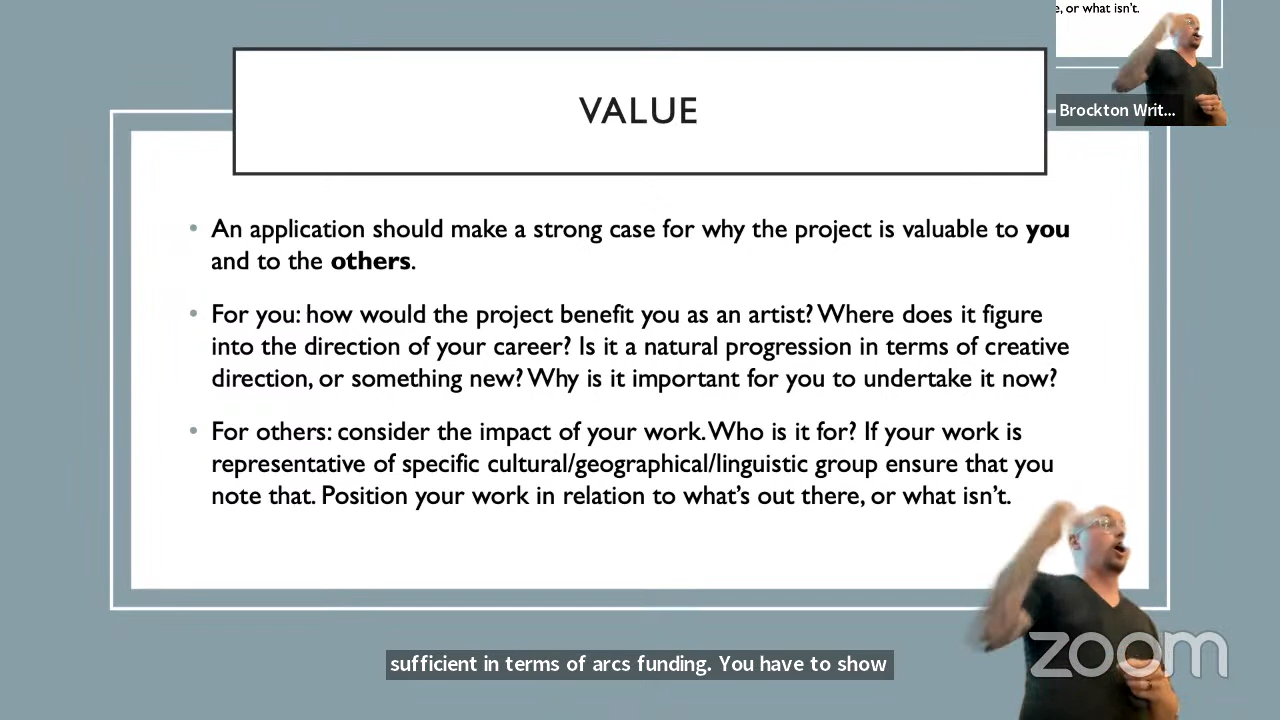 e, or what isn't.
Brockton Writ...
VALUE
• An application should make a strong case for why the project is valuable to you
and to the others.
• For you: how would the project benefit you as an artist? Where does it figure
into the direction of your career? Is it a natural progression in terms of creative
direction, or something new? Why is it important for you to undertake it now?
• For others: consider the impact of your work. Who is it for? If your work is
representative of specific cultural/geographical/linguistic group ensure that you
note that. Position your work in relation to what's out there, or what isn't.
sufficient in terms of arcs funding. You have to show
zoom